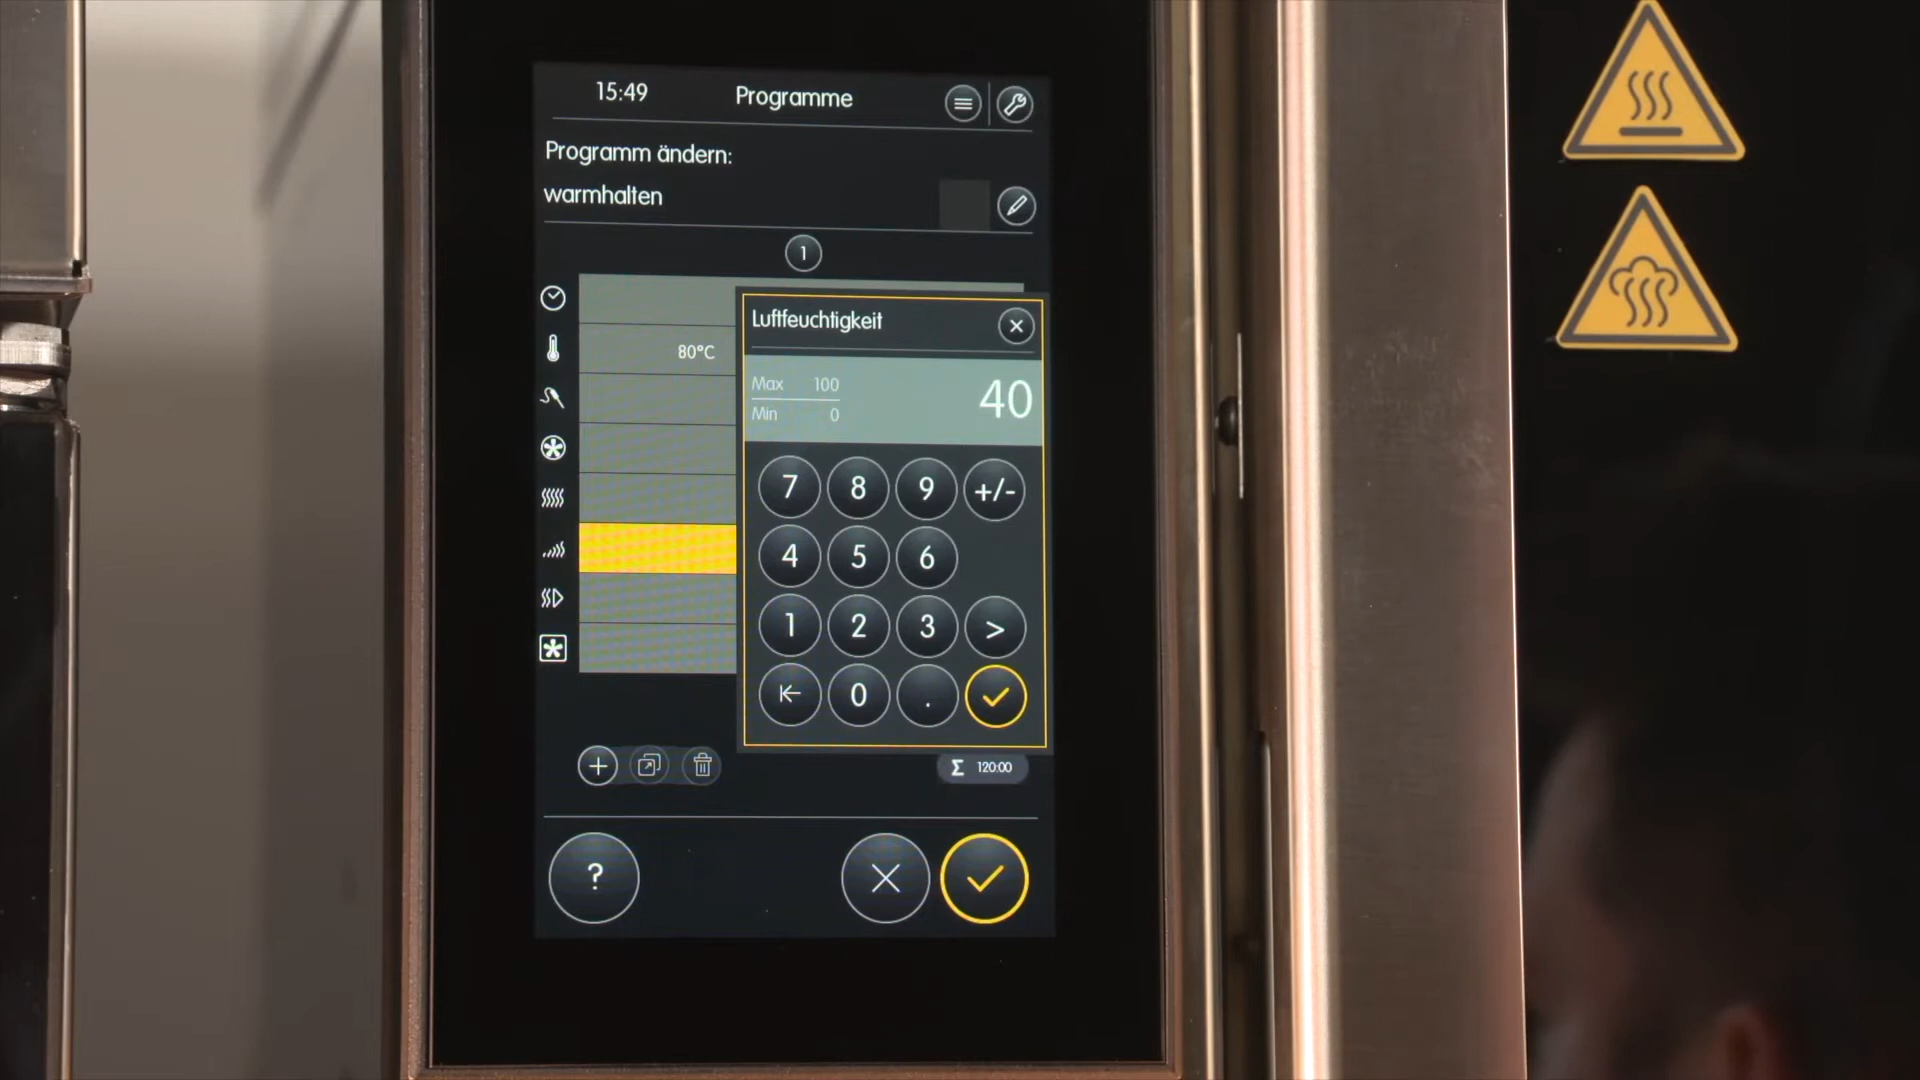 15:49 Programme
Programm ändern:
warmhalten
1
80°C
Luftfeuchtigkeit
Max 100
Min 0
40
7 8 9 +/-
4 5 6
1 2 3 >
0 .
Σ 120:00
?